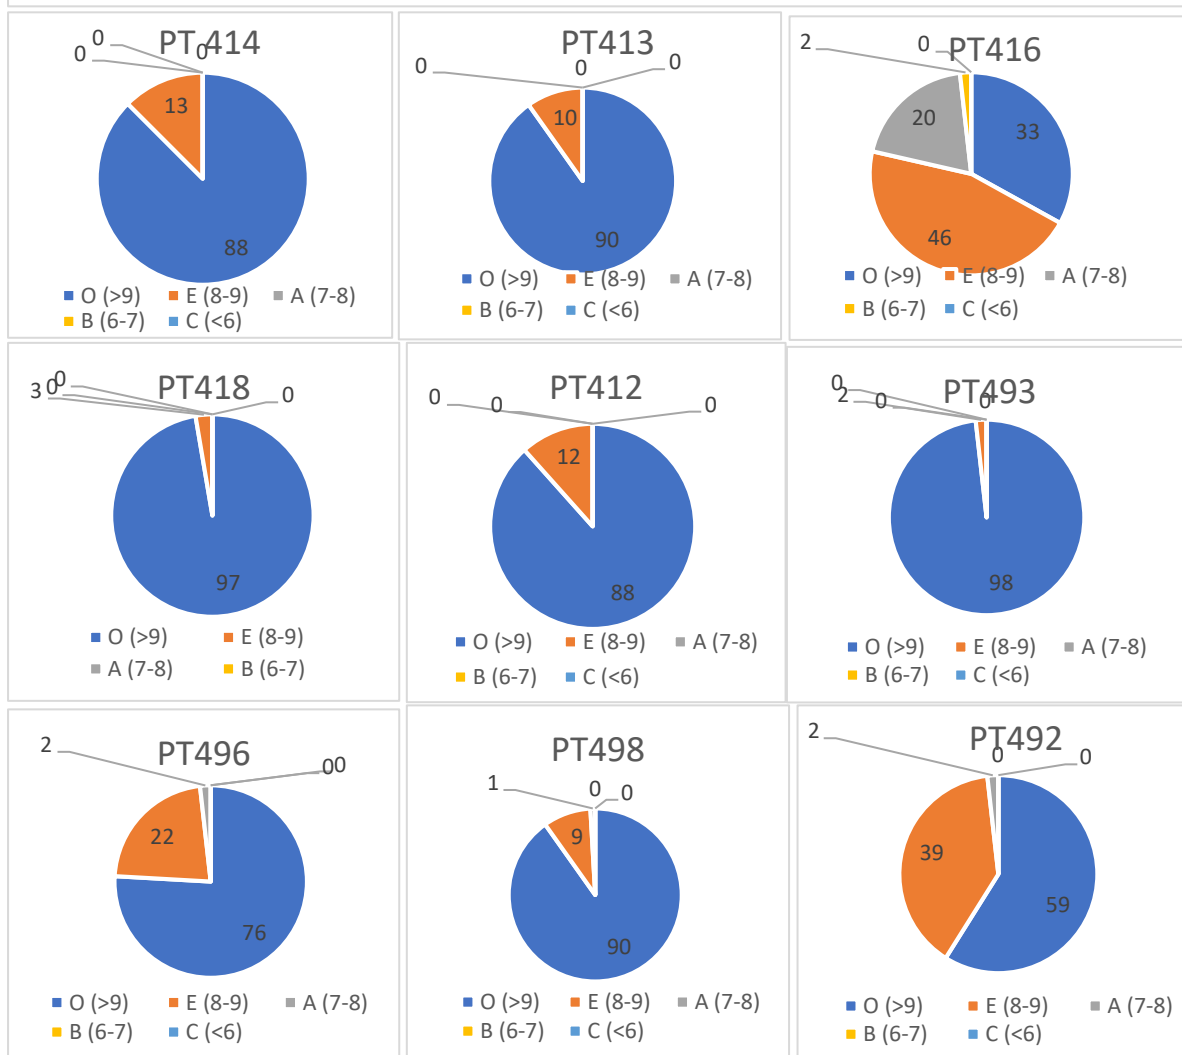 PT 414
0
0
0
13
88
O (>9) E (8-9) A (7-8)
B (6-7) C (<6)
PT413
0
0
0
10
90
O (>9) E (8-9) A (7-8)
B (6-7) C (<6)
PT416
2
0
20
33
46
O (>9) E (8-9) A (7-8)
B (6-7) C (<6)
PT418
3
0
0
0
97
O (>9) E (8-9)
A (7-8) B (6-7)
PT412
0
0
0
12
88
O (>9) E (8-9) A (7-8)
B (6-7) C (<6)
PT493
0
2
0
0
98
O (>9) E (8-9) A (7-8)
B (6-7) C (<6)
PT496
2
0
0
22
76
O (>9) E (8-9) A (7-8)
B (6-7) C (<6)
PT498
1
0
0
9
90
O (>9) E (8-9) A (7-8)
B (6-7) C (<6)
PT492
2
0
0
39
59
O (>9) E (8-9) A (7-8)
B (6-7) C (<6)